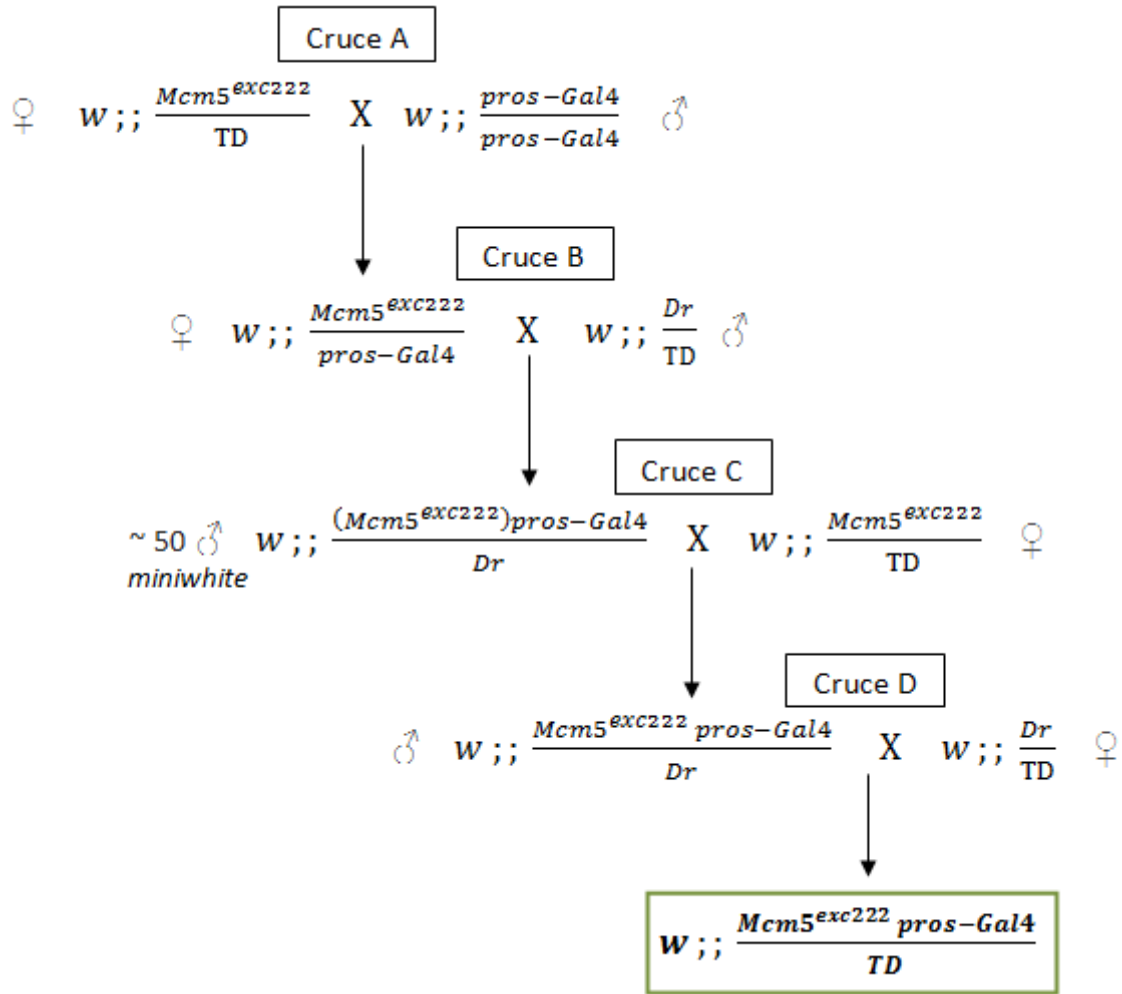 Cruce A
♀ w ;; Mcm5^exc222/TD X w ;; pros-Gal4/pros-Gal4 ♂
Cruce B
♀ w ;; Mcm5^exc222/pros-Gal4 X w ;; Dr/TD ♂
Cruce C
~ 50 ♂ w ;; (Mcm5^exc222)pros-Gal4/Dr X w ;; Mcm5^exc222/TD ♀
miniwhite
Cruce D
♂ w ;; Mcm5^exc222 pros-Gal4/Dr X w ;; Dr/TD ♀
w ;; Mcm5^exc222 pros-Gal4/TD